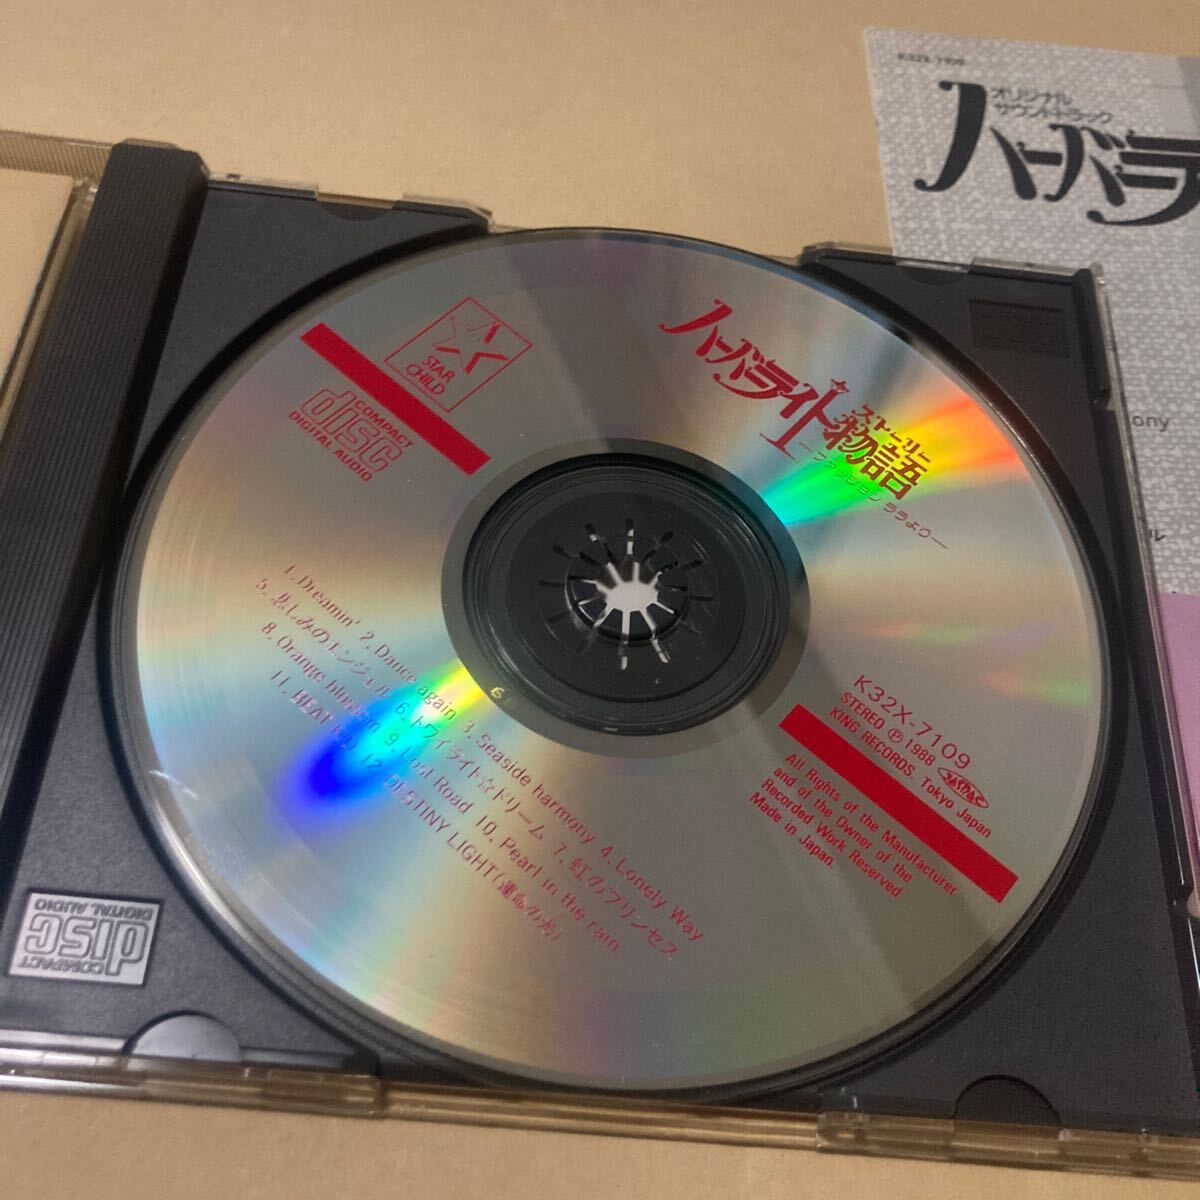 K32X-7109
オリジナル
サウンドトラック
ハーバーラ
STAR
CHILD
COMPACT
disc
DIGITAL AUDIO
ハーバーライト物語
ストーリー
—ファッションララより—
1. Dreamin' 2. Dance again 3. Seaside harmony 4. Lonely Way
5. 悲しみのエンジェル 6. トワイライト☆ドリーム 7. 虹のプリンセス
8. Orange blossom 9. Lost Road 10. Pearl in the rain
11. BEAT KID 12. DESTINY LIGHT(運命の光)
K32X-7109
STEREO Ⓟ 1988 JASRAC
KING RECORDS, Tokyo Japan
All Rights of the Manufacturer
and of the Owner of the
Recorded Work Reserved.
Made in Japan.
ony
ル
COMPACT
disc
DIGITAL AUDIO